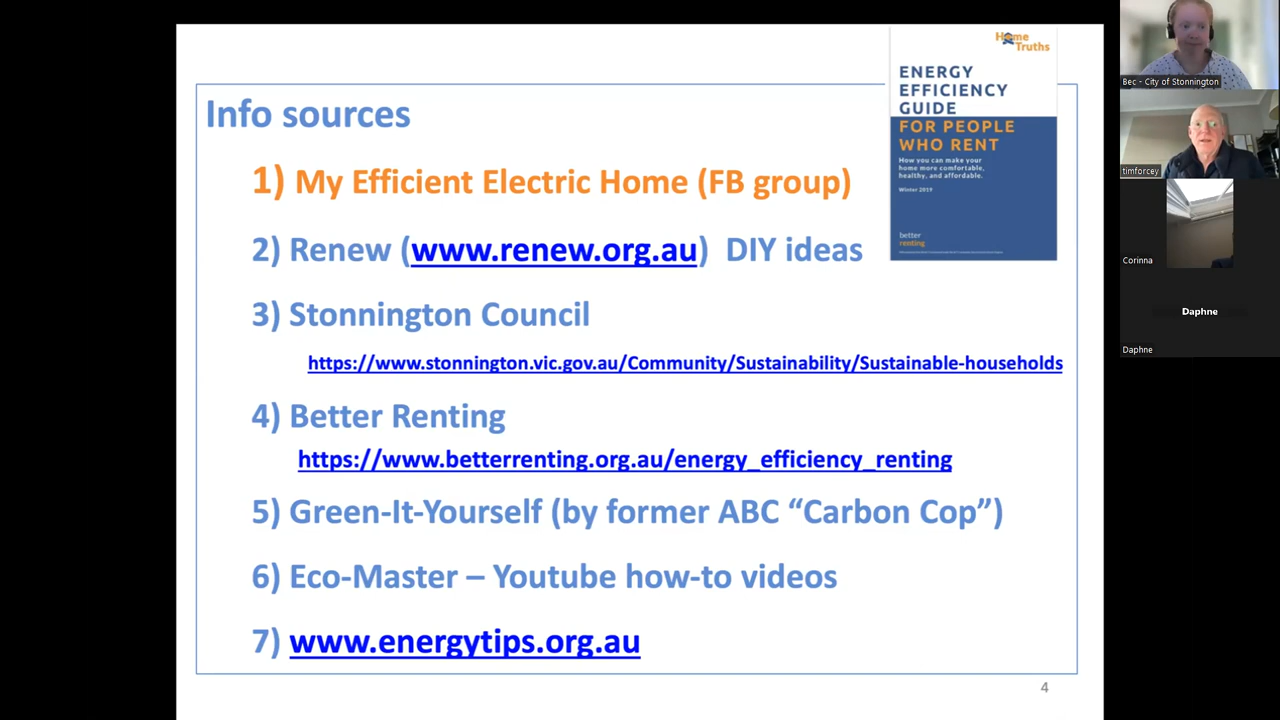 Info sources
1) My Efficient Electric Home (FB group)
2) Renew (www.renew.org.au) DIY ideas
3) Stonnington Council
https://www.stonnington.vic.gov.au/Community/Sustainability/Sustainable-households
4) Better Renting
https://www.betterrenting.org.au/energy_efficiency_renting
5) Green-It-Yourself (by former ABC “Carbon Cop”)
6) Eco-Master – Youtube how-to videos
7) www.energytips.org.au
4
Home
Truths
ENERGY
EFFICIENCY
GUIDE
FOR PEOPLE
WHO RENT
How you can make your
home more comfortable,
healthy, and affordable.
Winter 2019
better
renting
Bec - City of Stonnington
timforcey
Corinna
Daphne
Daphne